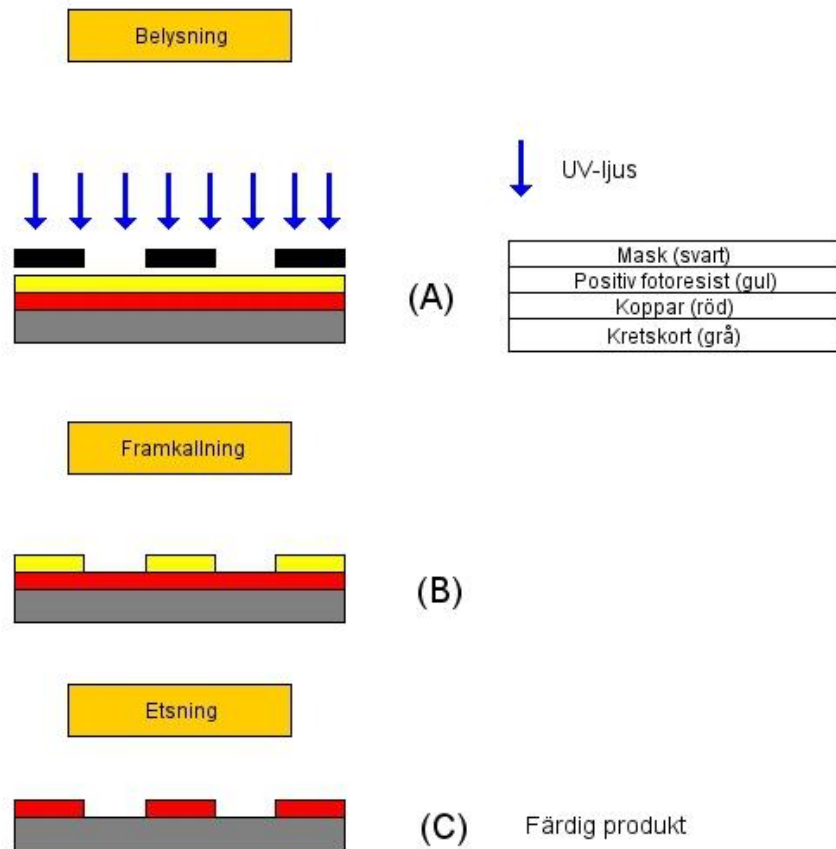 Belysning
UV-ljus
(A)
Mask (svart)
Positiv fotoresist (gul)
Koppar (röd)
Kretskort (grå)
Framkallning
(B)
Etsning
(C)
Färdig produkt